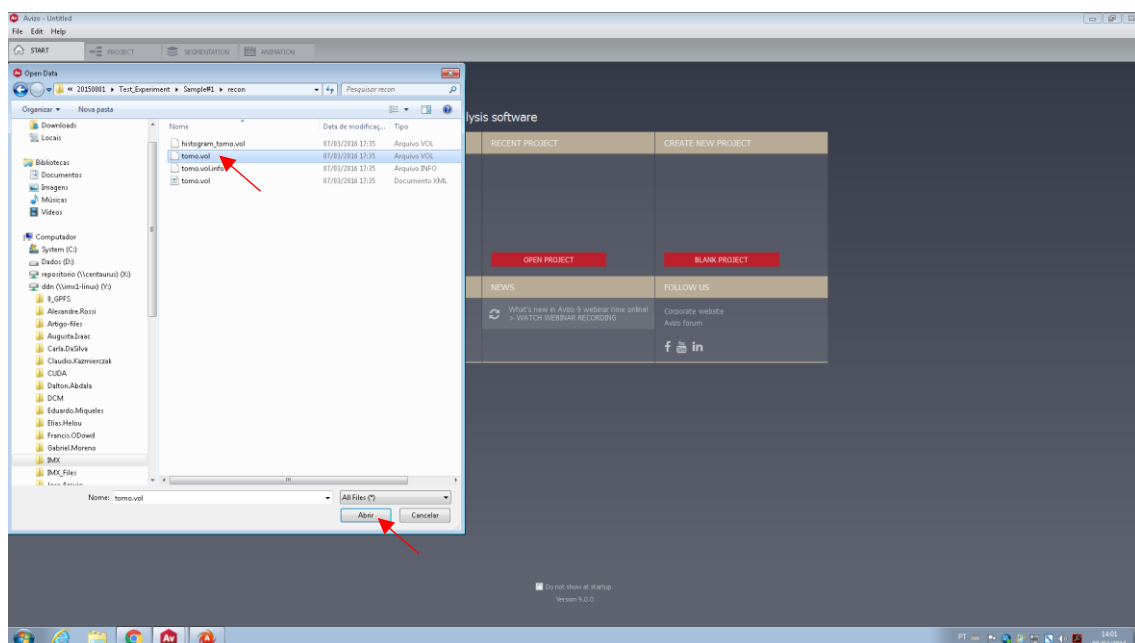 Avizo - Untitled
File Edit Help
START PROJECT SEGMENTATION ANIMATION
Open Data
« 20150801 ▸ Test_Experiment ▸ Sample#1 ▸ recon
Pesquisar recon
Organizar Nova pasta
Downloads
Locais
Bibliotecas
Documentos
Imagens
Músicas
Vídeos
Computador
System (C:)
Dados (D:)
repositorio (\\centaurus) (X:)
ddn (\\imx1-linux) (Y:)
0_GPFS
Alexandre.Rossi
Artigo-files
Augusta.Isaac
Carla.DaSilva
Claudio.Kazmierczak
CUDA
Dalton.Abdala
DCM
Eduardo.Miqueles
Elias.Helou
Francis.ODowd
Gabriel.Moreno
IMX
IMX_Files
Nome Data de modificaç... Tipo
histogram_tomo.vol 07/03/2016 17:35 Arquivo VOL
tomo.vol 07/03/2016 17:35 Arquivo VOL
tomo.vol.info 07/03/2016 17:35 Arquivo INFO
tomo.vol 07/03/2016 17:35 Documento XML
Nome: tomo.vol All Files (*)
Abrir Cancelar
lysis software
RECENT PROJECT CREATE NEW PROJECT
OPEN PROJECT BLANK PROJECT
NEWS FOLLOW US
What's new in Avizo 9 webinar now online!
> WATCH WEBINAR RECORDING
Corporate website
Avizo forum
f You Tube in
Do not show at startup
Version 9.0.0
Av
PT 14:01